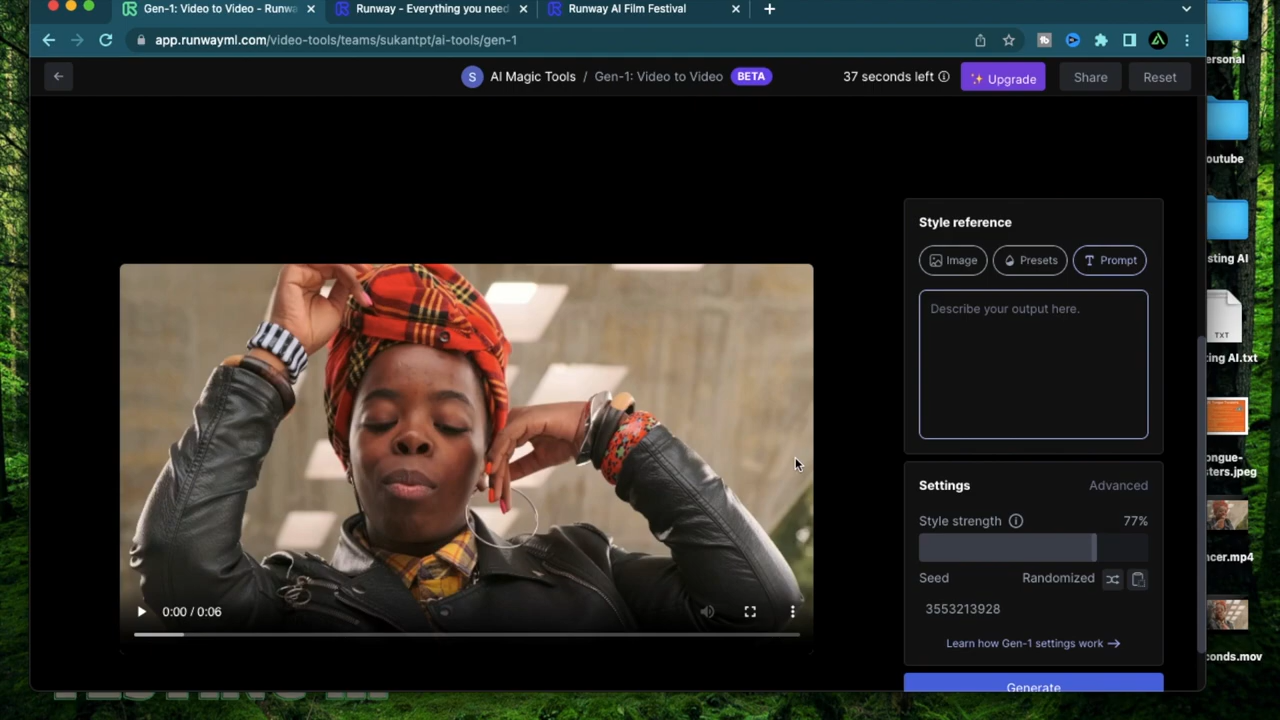 Gen-1: Video to Video - Runwa
Runway - Everything you need
Runway AI Film Festival
app.runwayml.com/video-tools/teams/sukantpt/ai-tools/gen-1
S AI Magic Tools / Gen-1: Video to Video BETA
37 seconds left
Upgrade
Share
Reset
Style reference
Image
Presets
T Prompt
Describe your output here.
Settings
Advanced
Style strength
77%
Seed
Randomized
3553213928
Learn how Gen-1 settings work →
Generate
0:00 / 0:06
ersonal
outube
sting AI
TXT
ting AI.txt
ongue-
sters.jpeg
ncer.mp4
conds.mov